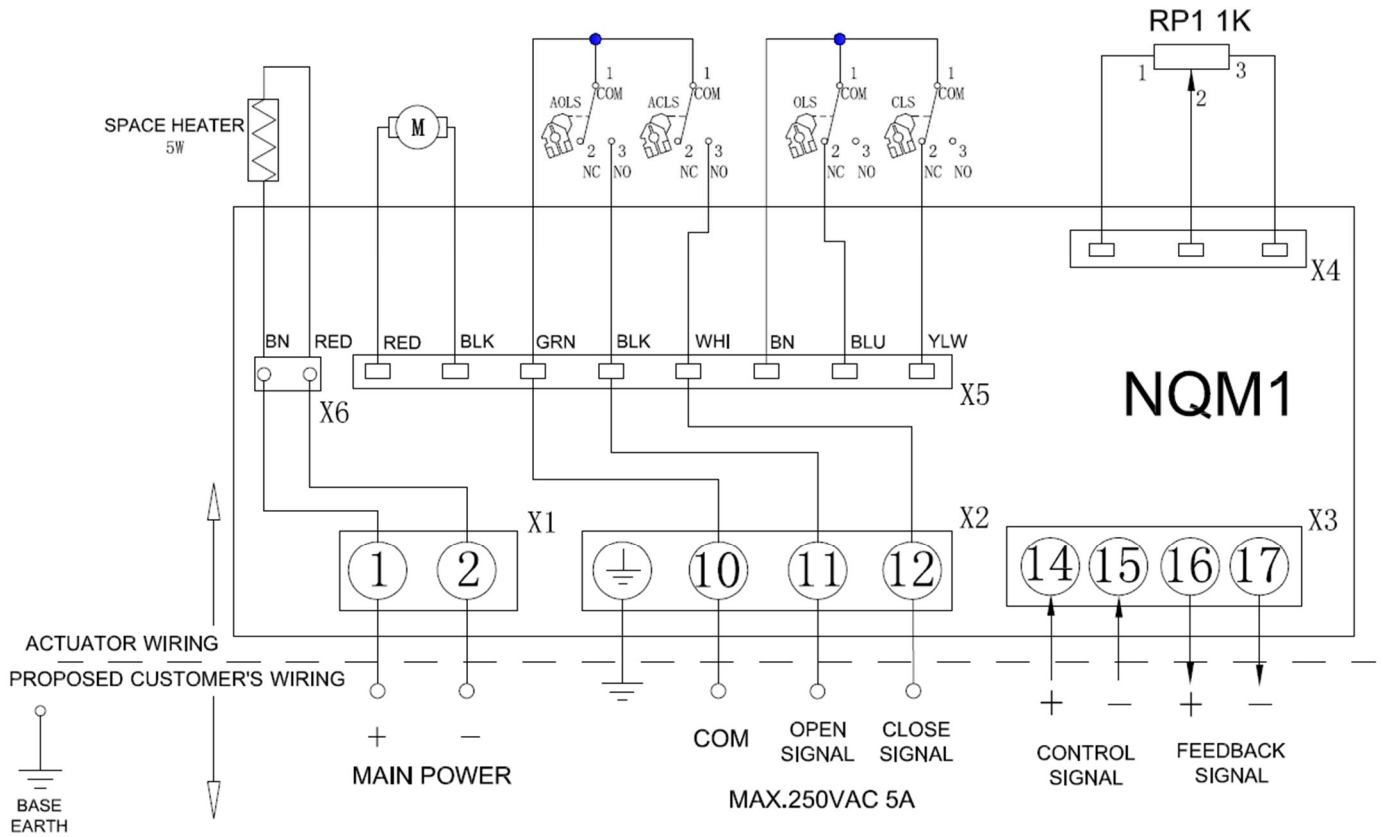 RP1 1K
1
3
2
SPACE HEATER
5W
M
AOLS
1
COM
2
3
NC
NO
ACLS
1
COM
2
3
NC
NO
OLS
1
COM
2
3
NC
NO
CLS
1
COM
2
3
NC
NO
X4
BN
RED
RED
BLK
GRN
BLK
WHI
BN
BLU
YLW
X6
X5
NQM1
X1
X2
X3
1
2
10
11
12
14
15
16
17
ACTUATOR WIRING
PROPOSED CUSTOMER'S WIRING
+
−
MAIN POWER
COM
OPEN
SIGNAL
CLOSE
SIGNAL
MAX.250VAC 5A
+
−
CONTROL
SIGNAL
+
−
FEEDBACK
SIGNAL
BASE
EARTH